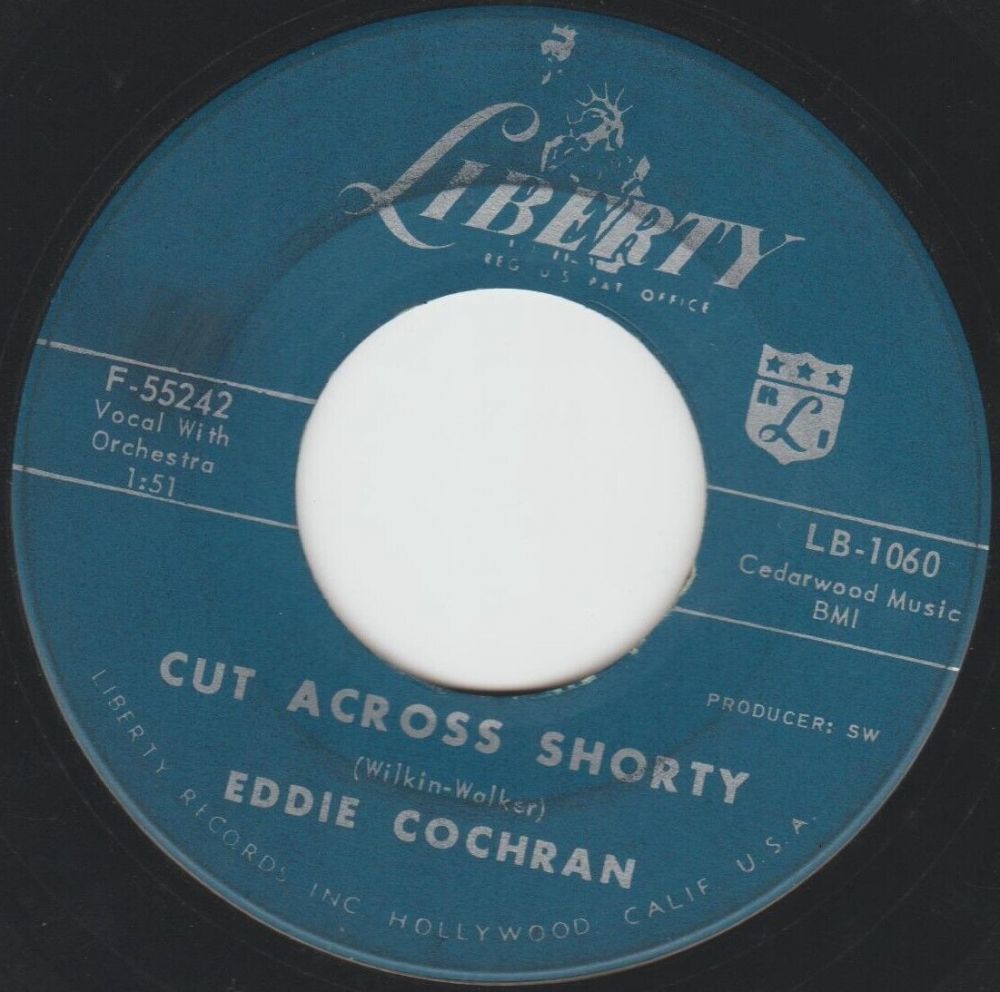 LIBERTY
REG U.S. PAT OFFICE
F-55242
Vocal With
Orchestra
1:51
LB-1060
Cedarwood Music
BMI
PRODUCER: SW
CUT ACROSS SHORTY
(Wilkin-Walker)
EDDIE COCHRAN
LIBERTY RECORDS, INC HOLLYWOOD CALIF. U.S.A.